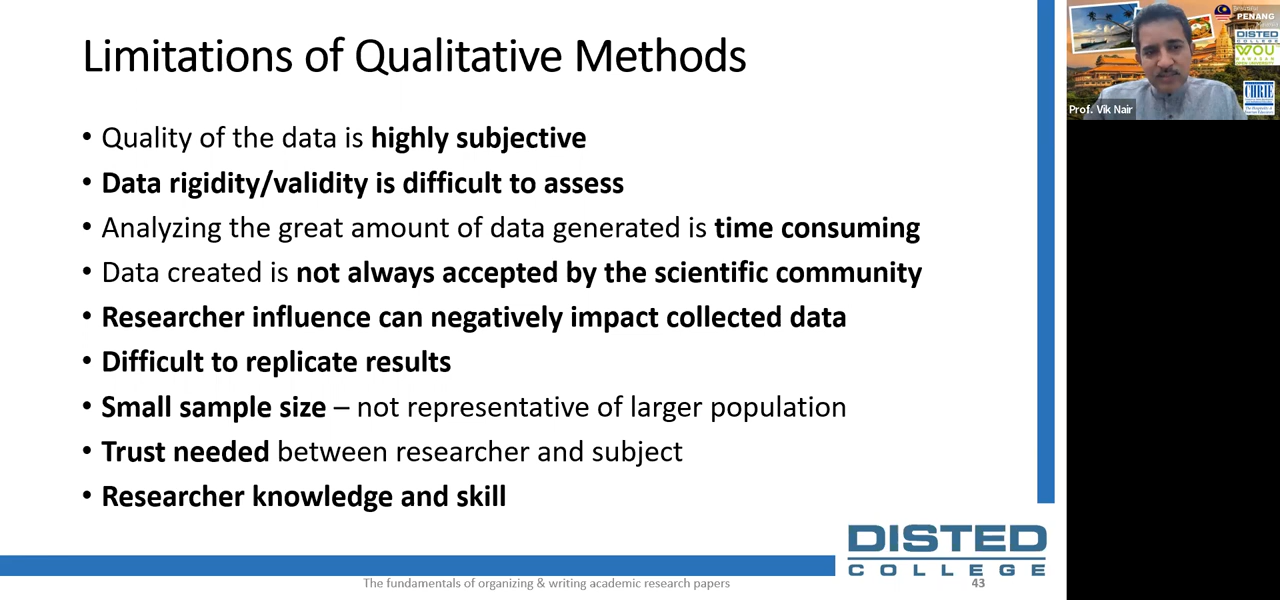 Limitations of Qualitative Methods
• Quality of the data is highly subjective
• Data rigidity/validity is difficult to assess
• Analyzing the great amount of data generated is time consuming
• Data created is not always accepted by the scientific community
• Researcher influence can negatively impact collected data
• Difficult to replicate results
• Small sample size – not representative of larger population
• Trust needed between researcher and subject
• Researcher knowledge and skill
DISTED
COLLEGE
The fundamentals of organizing & writing academic research papers
43
PENANG
DISTED
COLLEGE
WOU
CHRIE
Prof. Vik Nair